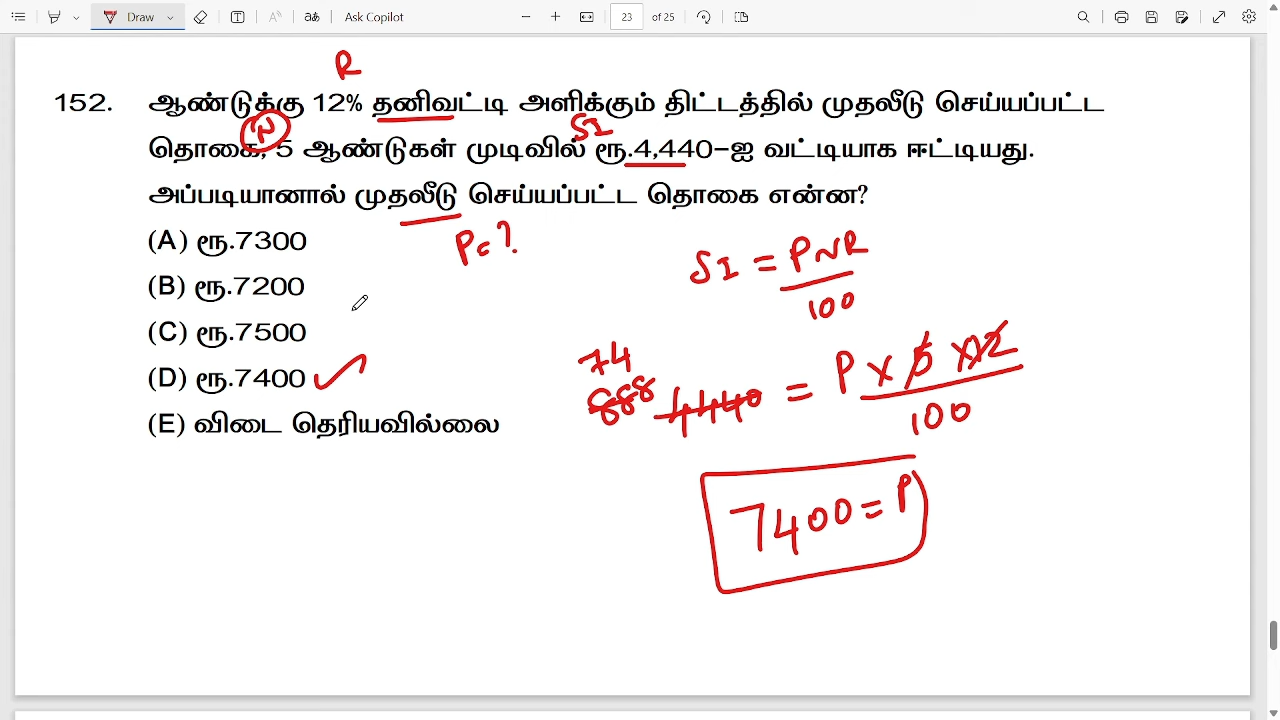 Draw
Ask Copilot
23 of 25
R
152. ஆண்டுக்கு 12% தனிவட்டி அளிக்கும் திட்டத்தில் முதலீடு செய்யப்பட்ட
N SI
தொகை, 5 ஆண்டுகள் முடிவில் ரூ.4,440-ஐ வட்டியாக ஈட்டியது.
அப்படியானால் முதலீடு செய்யப்பட்ட தொகை என்ன?
P = ?
(A) ரூ.7300
(B) ரூ.7200
(C) ரூ.7500
(D) ரூ.7400
(E) விடை தெரியவில்லை
SI = PNR
100
74
888 4440 = P x 5 x 12
100
7400 = P